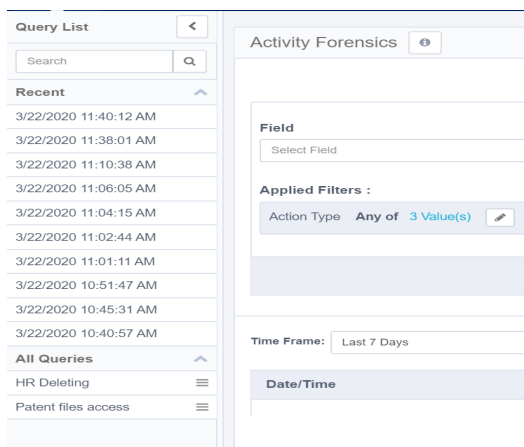 Query List
Search
Recent
3/22/2020 11:40:12 AM
3/22/2020 11:38:01 AM
3/22/2020 11:10:38 AM
3/22/2020 11:06:05 AM
3/22/2020 11:04:15 AM
3/22/2020 11:02:44 AM
3/22/2020 11:01:11 AM
3/22/2020 10:51:47 AM
3/22/2020 10:45:31 AM
3/22/2020 10:40:57 AM
All Queries
HR Deleting
Patent files access
Activity Forensics
Field
Select Field
Applied Filters :
Action Type Any of 3 Value(s)
Time Frame: Last 7 Days
Date/Time